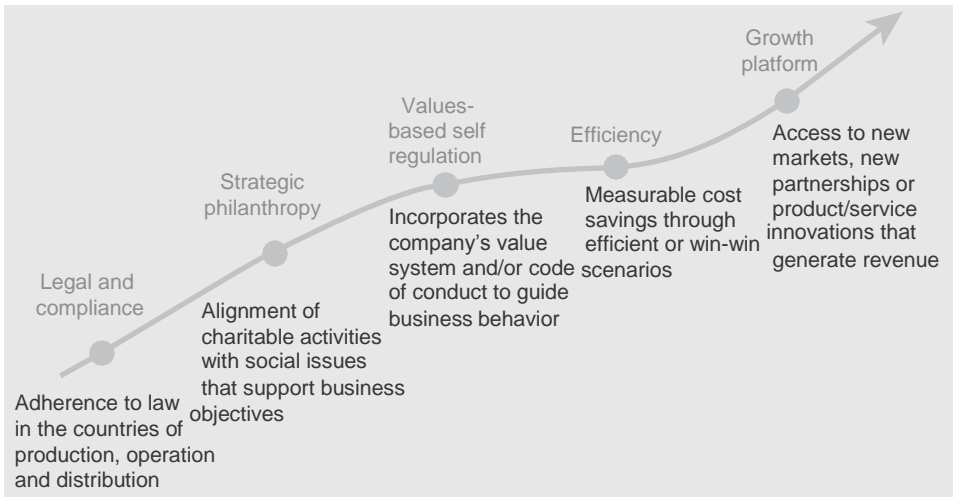 Legal and
compliance
Adherence to law
in the countries of
production, operation
and distribution
Strategic
philanthropy
Alignment of
charitable activities
with social issues
that support business
objectives
Values-
based self
regulation
Incorporates the
company's value
system and/or code
of conduct to guide
business behavior
Efficiency
Measurable cost
savings through
efficient or win-win
scenarios
Growth
platform
Access to new
markets, new
partnerships or
product/service
innovations that
generate revenue